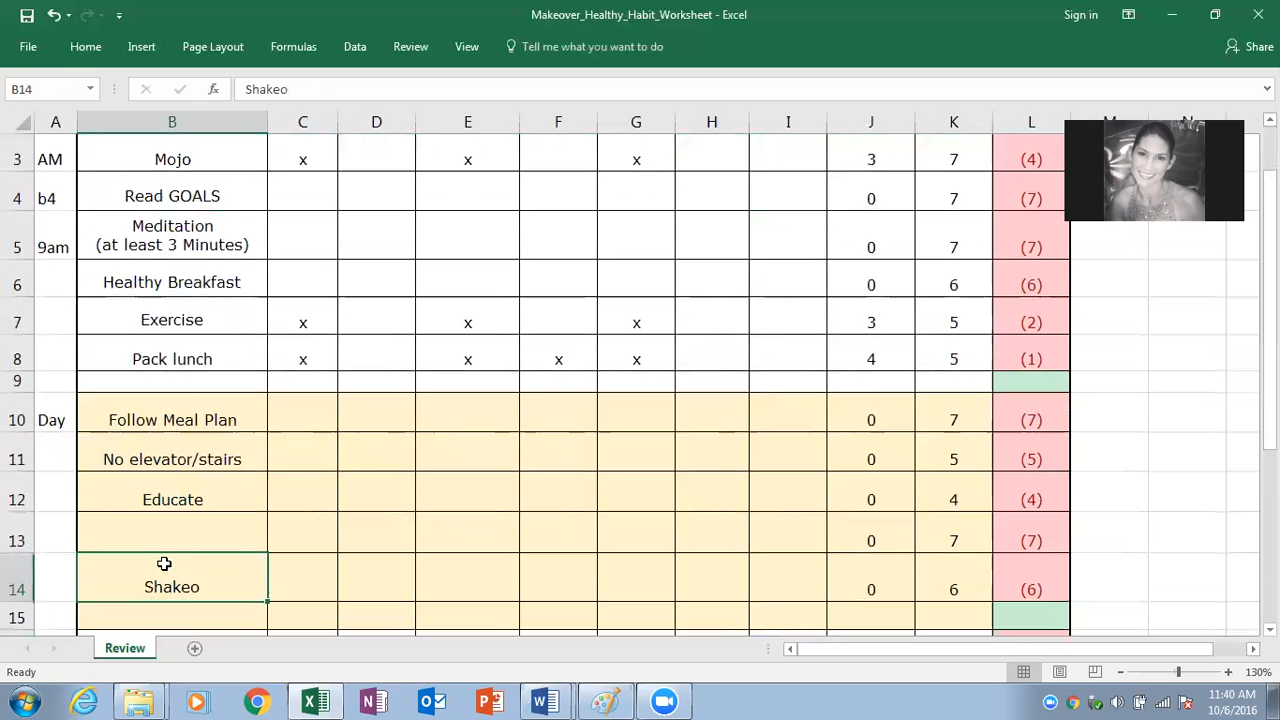 Makeover_Healthy_Habit_Worksheet - Excel
Sign in
File Home Insert Page Layout Formulas Data Review View Tell me what you want to do Share
B14 fx Shakeo
A B C D E F G H I J K L M N
3 AM Mojo x x x 3 7 (4)
4 b4 Read GOALS 0 7 (7)
Meditation
5 9am (at least 3 Minutes) 0 7 (7)
6 Healthy Breakfast 0 6 (6)
7 Exercise x x x 3 5 (2)
8 Pack lunch x x x x 4 5 (1)
9
10 Day Follow Meal Plan 0 7 (7)
11 No elevator/stairs 0 5 (5)
12 Educate 0 4 (4)
13 0 7 (7)
14 Shakeo 0 6 (6)
15
Review
Ready 130%
11:40 AM
10/6/2016